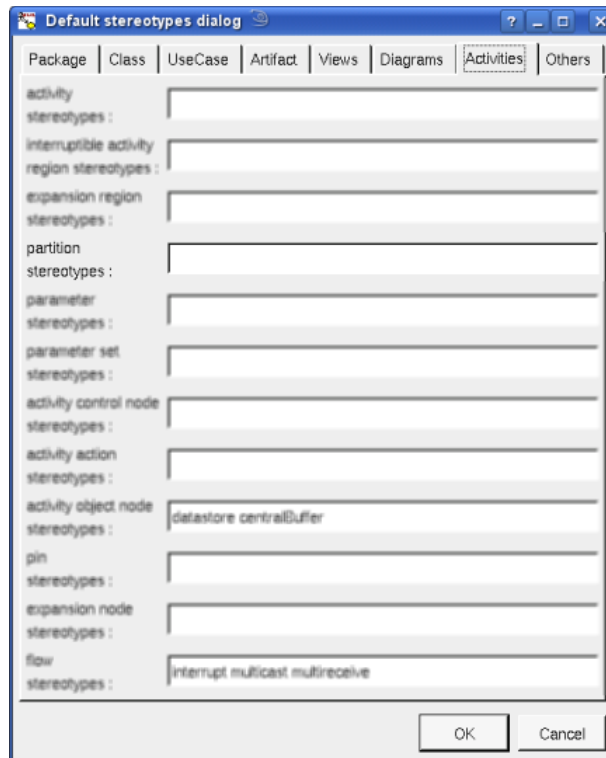 Default stereotypes dialog
Package Class UseCase Artifact Views Diagrams Activities Others
activity
stereotypes :
interruptible activity
region stereotypes :
expansion region
stereotypes :
partition
stereotypes :
parameter
stereotypes :
parameter set
stereotypes :
activity control node
stereotypes :
activity action
stereotypes :
activity object node
stereotypes :
datastore centralBuffer
pin
stereotypes :
expansion node
stereotypes :
flow
stereotypes :
interrupt multicast multireceive
OK Cancel